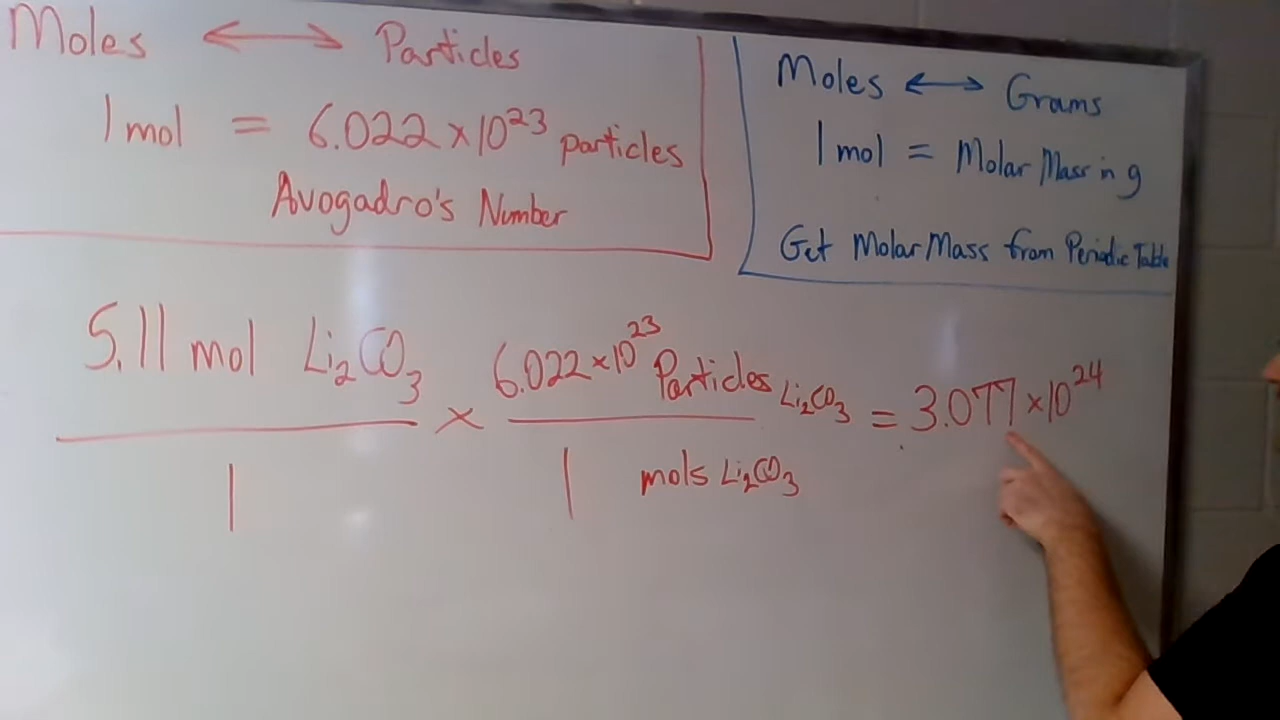 Moles ⟷ Particles
1 mol = 6.022 × 10²³ particles
Avogadro's Number
Moles ⟷ Grams
1 mol = Molar Mass in g
Get Molar Mass from Periodic Table
5.11 mol Li₂CO₃ × 6.022 × 10²³ Particles Li₂CO₃ = 3.077 × 10²⁴
1 1 mols Li₂CO₃